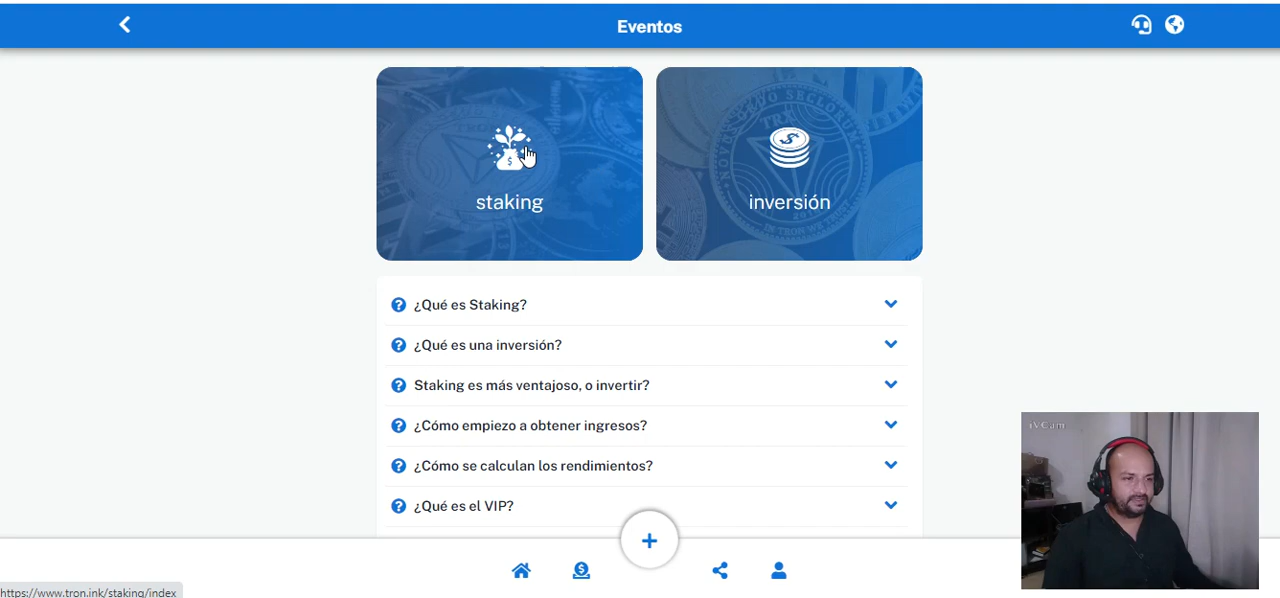 Eventos
staking
inversión
¿Qué es Staking?
¿Qué es una inversión?
Staking es más ventajoso, o invertir?
¿Cómo empiezo a obtener ingresos?
¿Cómo se calculan los rendimientos?
¿Qué es el VIP?
iVCam
https://www.tron.ink/staking/index